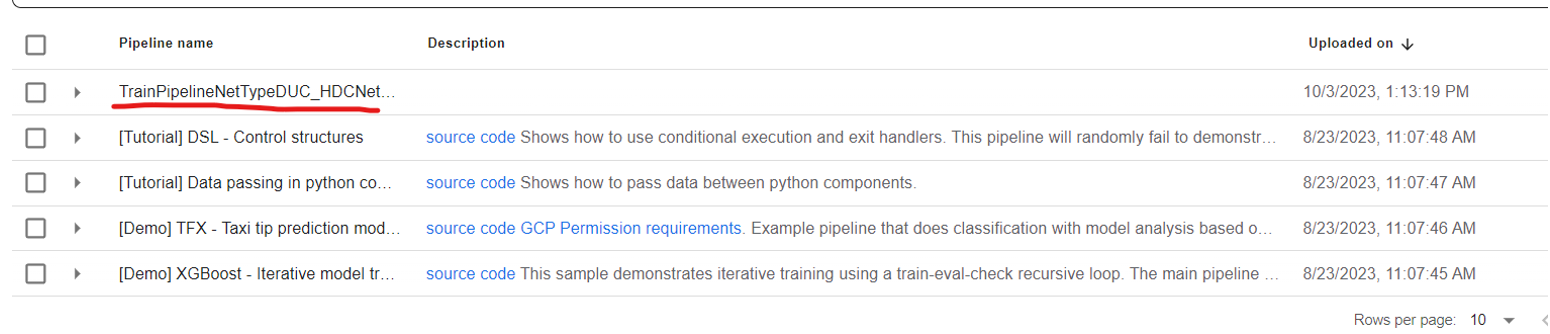 Pipeline name Description Uploaded on
TrainPipelineNetTypeDUC_HDCNet… 10/3/2023, 1:13:19 PM
[Tutorial] DSL - Control structures source code Shows how to use conditional execution and exit handlers. This pipeline will randomly fail to demonstr… 8/23/2023, 11:07:48 AM
[Tutorial] Data passing in python co… source code Shows how to pass data between python components. 8/23/2023, 11:07:47 AM
[Demo] TFX - Taxi tip prediction mod… source code GCP Permission requirements. Example pipeline that does classification with model analysis based o… 8/23/2023, 11:07:46 AM
[Demo] XGBoost - Iterative model tr… source code This sample demonstrates iterative training using a train-eval-check recursive loop. The main pipeline … 8/23/2023, 11:07:45 AM
Rows per page: 10